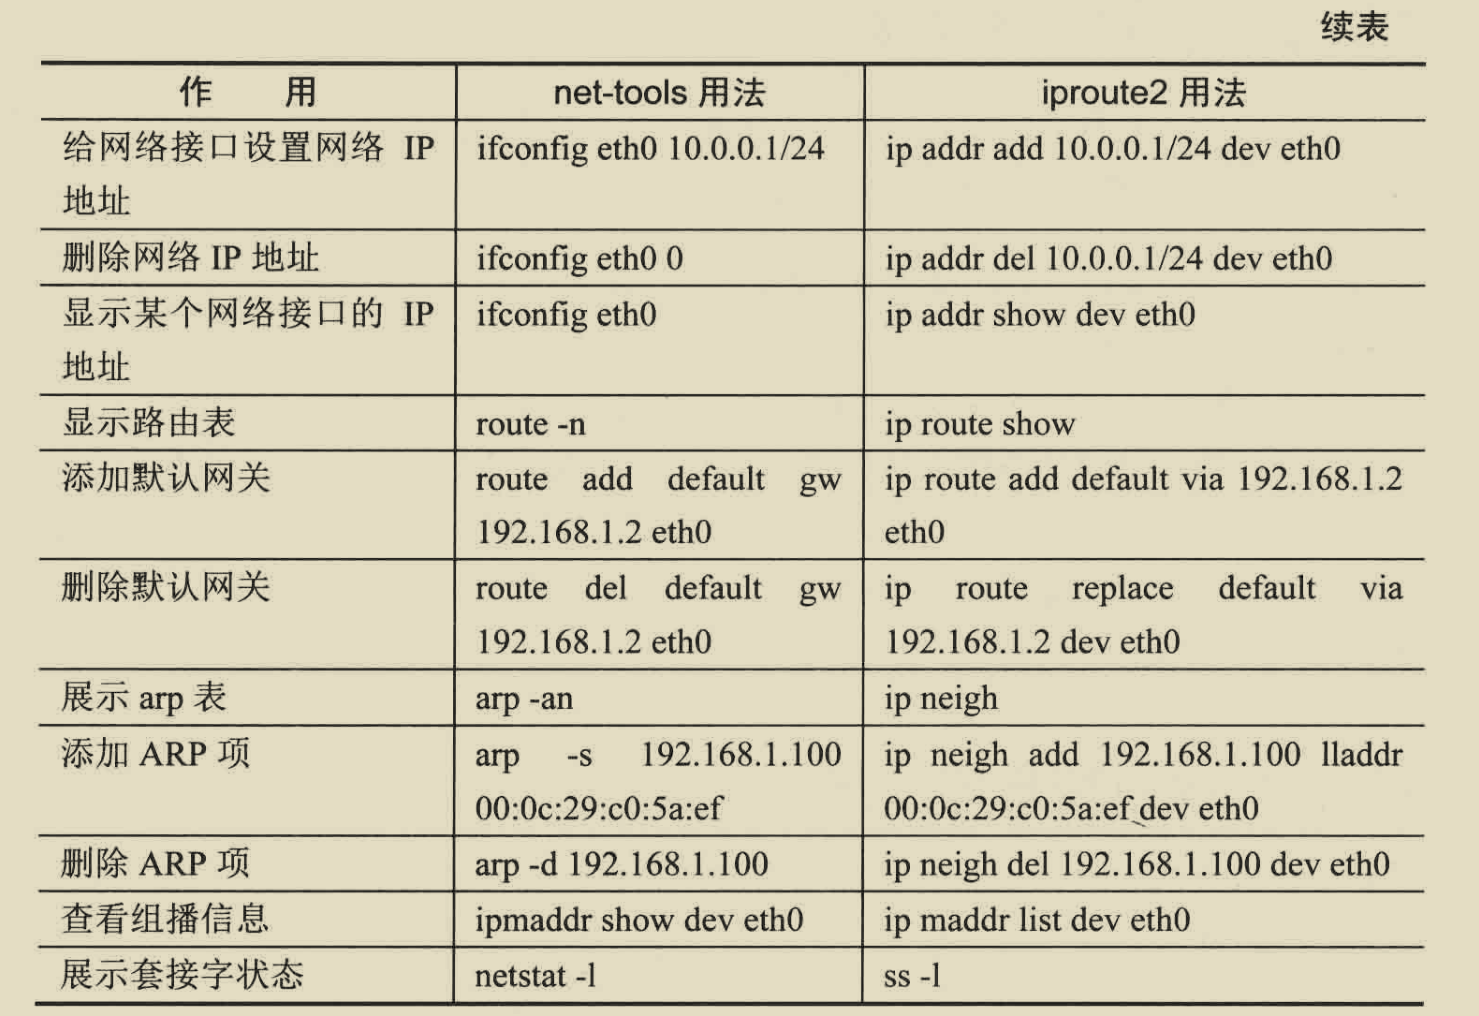 续表
作 用 net-tools 用法 iproute2 用法
给网络接口设置网络 IP ifconfig eth0 10.0.0.1/24 ip addr add 10.0.0.1/24 dev eth0
地址
删除网络 IP 地址 ifconfig eth0 0 ip addr del 10.0.0.1/24 dev eth0
显示某个网络接口的 IP ifconfig eth0 ip addr show dev eth0
地址
显示路由表 route -n ip route show
添加默认网关 route add default gw ip route add default via 192.168.1.2
192.168.1.2 eth0 eth0
删除默认网关 route del default gw ip route replace default via
192.168.1.2 eth0 192.168.1.2 dev eth0
展示 arp 表 arp -an ip neigh
添加 ARP 项 arp -s 192.168.1.100 ip neigh add 192.168.1.100 lladdr
00:0c:29:c0:5a:ef 00:0c:29:c0:5a:ef dev eth0
删除 ARP 项 arp -d 192.168.1.100 ip neigh del 192.168.1.100 dev eth0
查看组播信息 ipmaddr show dev eth0 ip maddr list dev eth0
展示套接字状态 netstat -l ss -l